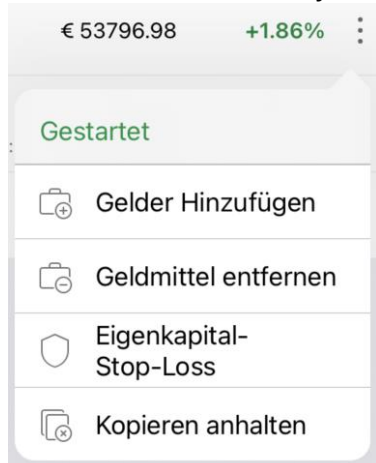 € 53796.98 +1.86%
Gestartet
Gelder Hinzufügen
Geldmittel entfernen
Eigenkapital-
Stop-Loss
Kopieren anhalten